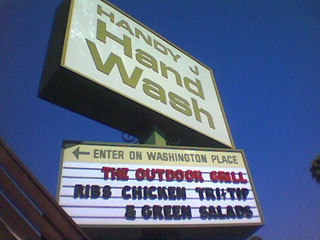 HANDY J
Hand
Wash
← ENTER ON WASHINGTON PLACE
THE OUTDOOR GRILL
RIBS CHICKEN TRI+TIP
& GREEN SALADS